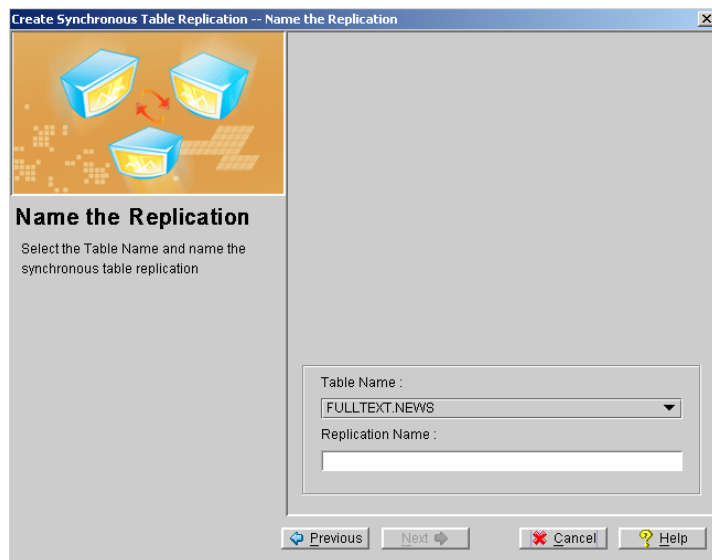 Create Synchronous Table Replication -- Name the Replication
Name the Replication
Select the Table Name and name the
synchronous table replication
Table Name :
FULLTEXT.NEWS
Replication Name :
Previous
Next
Cancel
Help